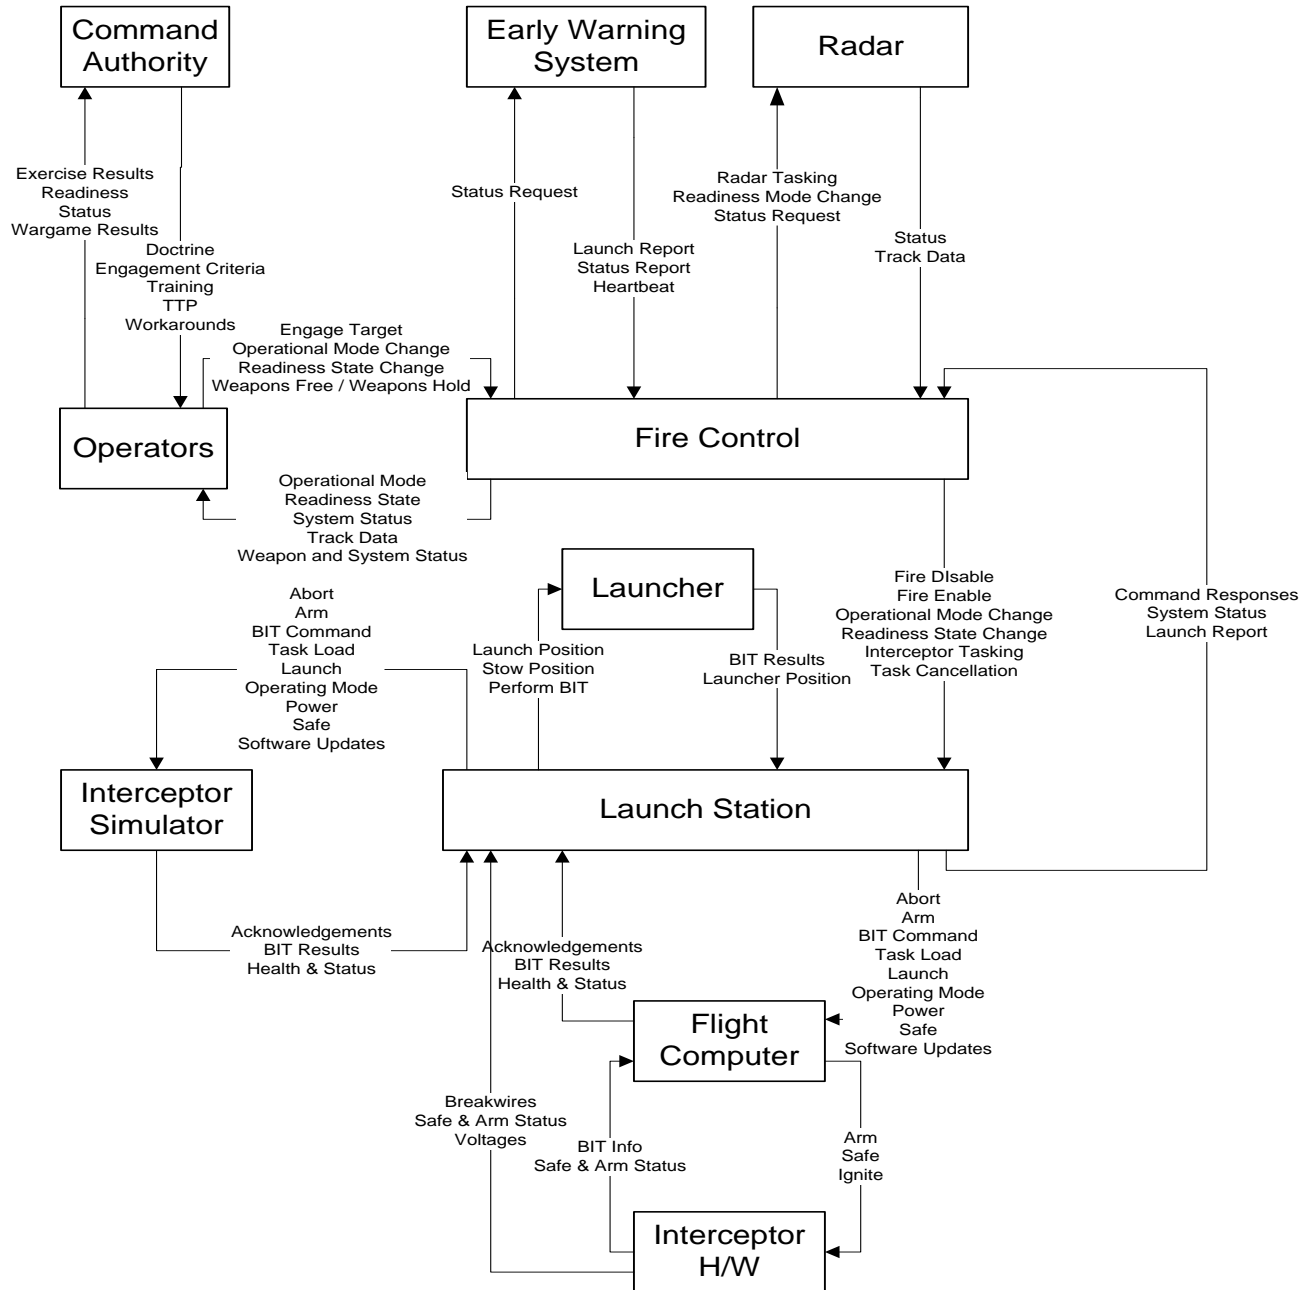 Command
Authority
Early Warning
System
Radar
Exercise Results
Readiness
Status
Wargame Results
Doctrine
Engagement Criteria
Training
TTP
Workarounds
Status Request
Launch Report
Status Report
Heartbeat
Radar Tasking
Readiness Mode Change
Status Request
Status
Track Data
Engage Target
Operational Mode Change
Readiness State Change
Weapons Free / Weapons Hold
Operators
Fire Control
Operational Mode
Readiness State
System Status
Track Data
Weapon and System Status
Launcher
Abort
Arm
BIT Command
Task Load
Launch
Operating Mode
Power
Safe
Software Updates
Launch Position
Stow Position
Perform BIT
BIT Results
Launcher Position
Fire DIsable
Fire Enable
Operational Mode Change
Readiness State Change
Interceptor Tasking
Task Cancellation
Command Responses
System Status
Launch Report
Interceptor
Simulator
Launch Station
Acknowledgements
BIT Results
Health & Status
Acknowledgements
BIT Results
Health & Status
Abort
Arm
BIT Command
Task Load
Launch
Operating Mode
Power
Safe
Software Updates
Flight
Computer
Breakwires
Safe & Arm Status
Voltages
BIT Info
Safe & Arm Status
Arm
Safe
Ignite
Interceptor
H/W